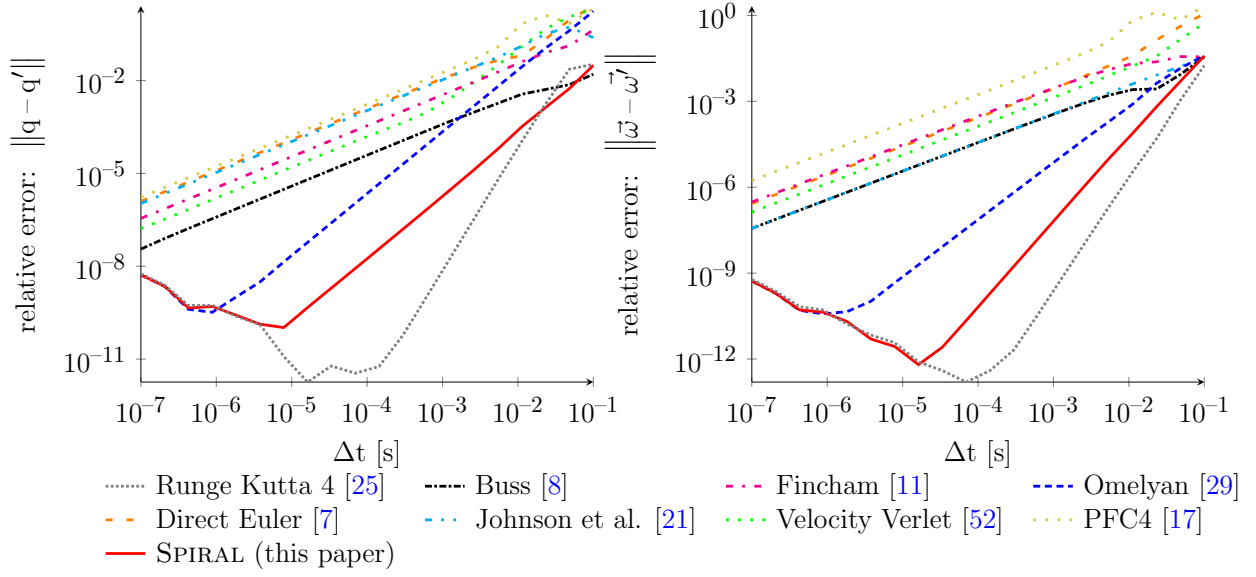 relative error: ||q – q′||
10⁻²
10⁻⁵
10⁻⁸
10⁻¹¹
10⁻⁷ 10⁻⁶ 10⁻⁵ 10⁻⁴ 10⁻³ 10⁻² 10⁻¹
Δt [s]
relative error: ||ω⃗ – ω⃗′||
10⁰
10⁻³
10⁻⁶
10⁻⁹
10⁻¹²
10⁻⁷ 10⁻⁶ 10⁻⁵ 10⁻⁴ 10⁻³ 10⁻² 10⁻¹
Δt [s]
Runge Kutta 4 [25] Buss [8] Fincham [11] Omelyan [29]
Direct Euler [7] Johnson et al. [21] Velocity Verlet [52] PFC4 [17]
SPIRAL (this paper)